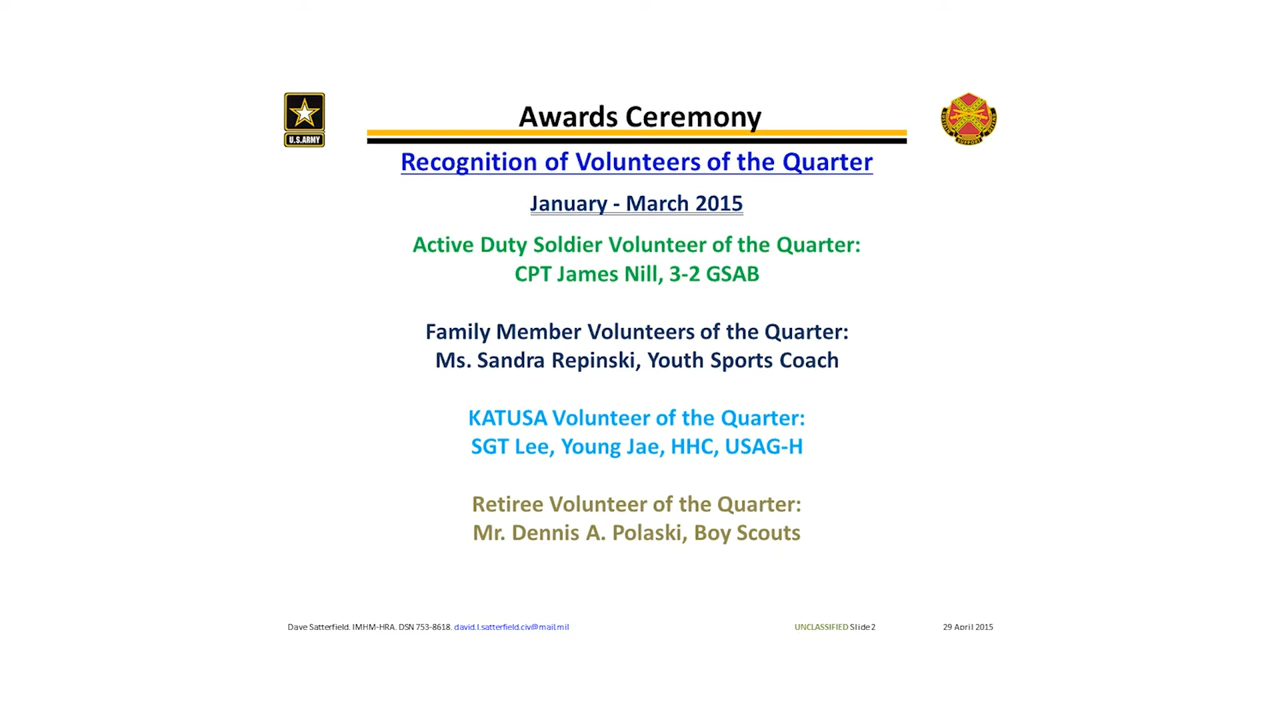 Awards Ceremony
U.S.ARMY
Recognition of Volunteers of the Quarter
January - March 2015
Active Duty Soldier Volunteer of the Quarter:
CPT James Nill, 3-2 GSAB
Family Member Volunteers of the Quarter:
Ms. Sandra Repinski, Youth Sports Coach
KATUSA Volunteer of the Quarter:
SGT Lee, Young Jae, HHC, USAG-H
Retiree Volunteer of the Quarter:
Mr. Dennis A. Polaski, Boy Scouts
Dave Satterfield. IMHM-HRA. DSN 753-8618. david.l.satterfield.civ@mail.mil UNCLASSIFIED Slide 2 29 April 2015